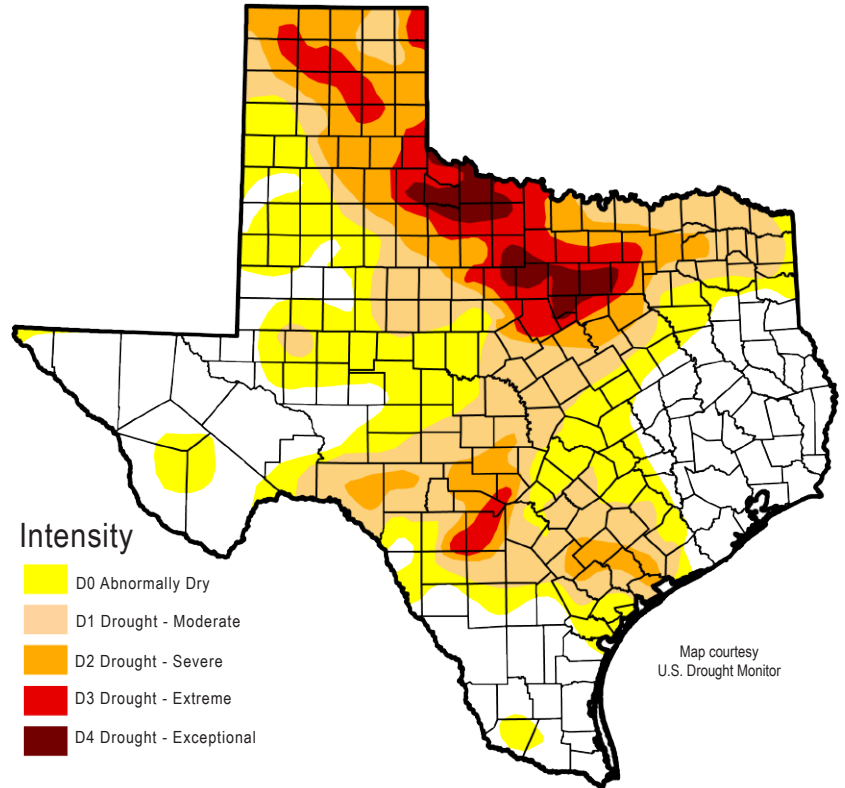 Intensity
D0 Abnormally Dry
D1 Drought - Moderate
D2 Drought - Severe
D3 Drought - Extreme
D4 Drought - Exceptional
Map courtesy
U.S. Drought Monitor